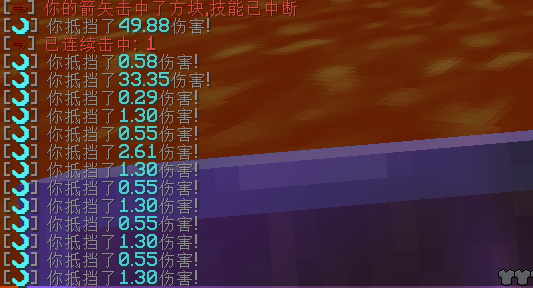 [→] 你的箭矢击中了方块,技能已中断
[☽] 你抵挡了49.88伤害!
[→] 已连续击中: 1
[☽] 你抵挡了0.58伤害!
[☽] 你抵挡了33.35伤害!
[☽] 你抵挡了0.29伤害!
[☽] 你抵挡了1.30伤害!
[☽] 你抵挡了0.55伤害!
[☽] 你抵挡了2.61伤害!
[☽] 你抵挡了1.30伤害!
[☽] 你抵挡了0.55伤害!
[☽] 你抵挡了1.30伤害!
[☽] 你抵挡了0.55伤害!
[☽] 你抵挡了1.30伤害!
[☽] 你抵挡了0.55伤害!
[☽] 你抵挡了1.30伤害!